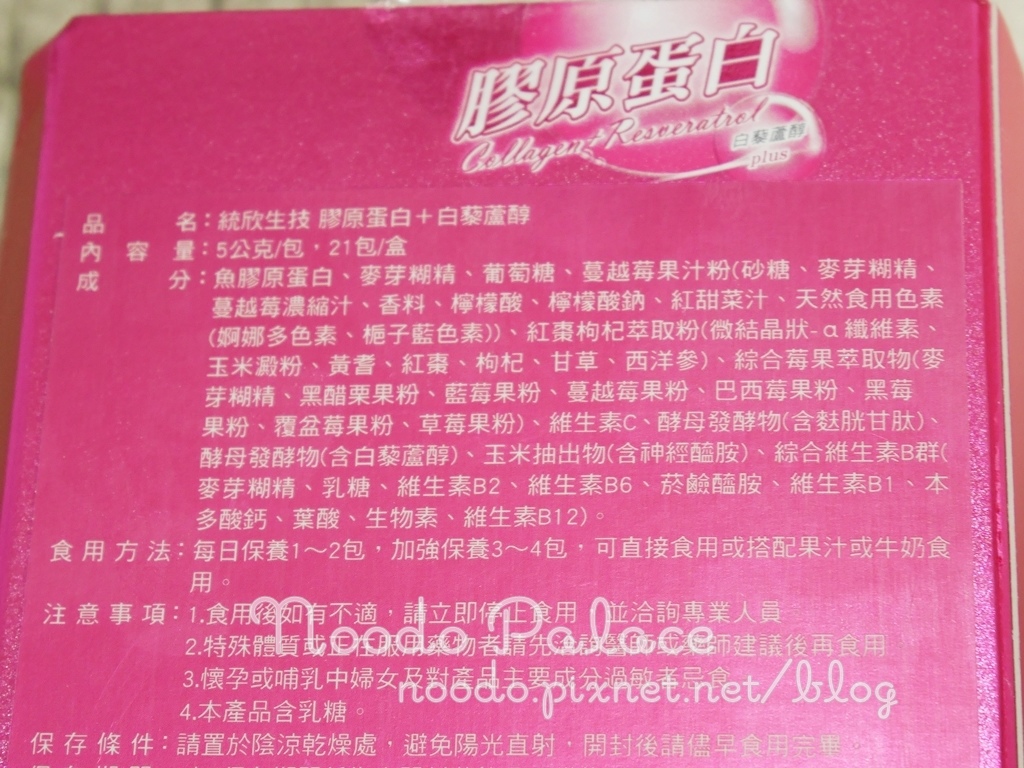 膠原蛋白
Collagen+Resveratrol
白藜蘆醇
plus
品名：統欣生技 膠原蛋白＋白藜蘆醇
內容量：5公克/包，21包/盒
成分：魚膠原蛋白、麥芽糊精、葡萄糖、蔓越莓果汁粉(砂糖、麥芽糊精、
蔓越莓濃縮汁、香料、檸檬酸、檸檬酸鈉、紅甜菜汁、天然食用色素
(婀娜多色素、梔子藍色素))、紅棗枸杞萃取粉(微結晶狀-α纖維素、
玉米澱粉、黃耆、紅棗、枸杞、甘草、西洋參)、綜合莓果萃取物(麥
芽糊精、黑醋栗果粉、藍莓果粉、蔓越莓果粉、巴西莓果粉、黑莓
果粉、覆盆莓果粉、草莓果粉)、維生素C、酵母發酵物(含麩胱甘肽)、
酵母發酵物(含白藜蘆醇)、玉米抽出物(含神經醯胺)、綜合維生素B群(
麥芽糊精、乳糖、維生素B2、維生素B6、菸鹼醯胺、維生素B1、本
多酸鈣、葉酸、生物素、維生素B12)。
食用方法：每日保養1～2包，加強保養3～4包，可直接食用或搭配果汁或牛奶食
用。
注意事項：1.食用後如有不適，請立即停止食用，並洽詢專業人員
2.特殊體質或正在服用藥物者請先洽詢醫師或藥師建議後再食用
3.懷孕或哺乳中婦女及對產品主要成分過敏者忌食
4.本產品含乳糖。
保存條件：請置於陰涼乾燥處，避免陽光直射，開封後請儘早食用完畢。
Noodo Palace
noodo.pixnet.net/blog